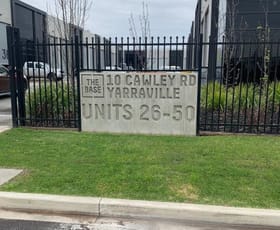 THE
BASE
10 CAWLEY RD
YARRAVILLE
UNITS 26-50